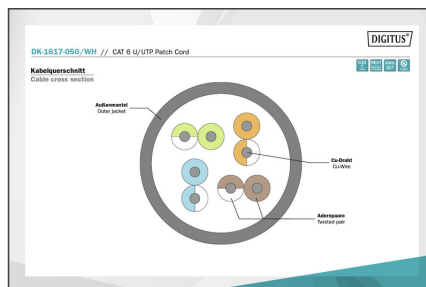 DIGITUS®
DK-1617-050/WH // CAT 6 U/UTP Patch Cord
Kabelquerschnitt
Cable cross section
Außenmantel
Outer jacket
Cu-Draht
Cu-Wire
Aderspaare
Twisted pair